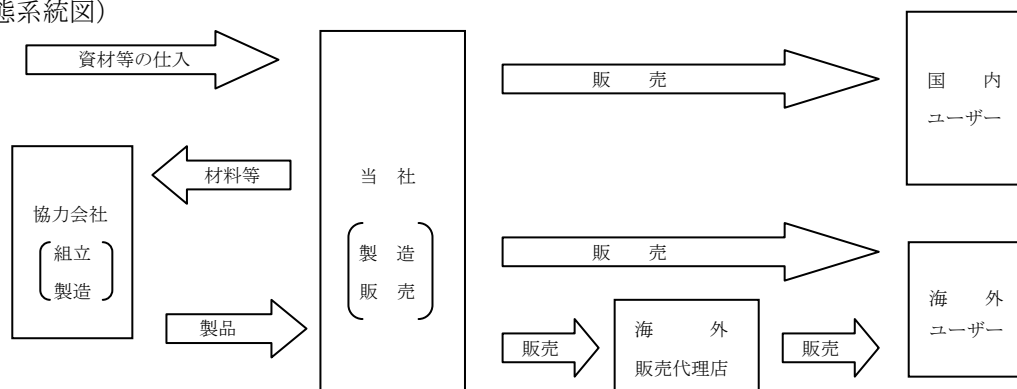 態系統図）
資材等の仕入
販　売
国　内
ユーザー
材料等
当　社
協力会社
組立
製造
製　造
販　売
販　売
製品
海　外
ユーザー
販売
海　外
販売代理店
販売